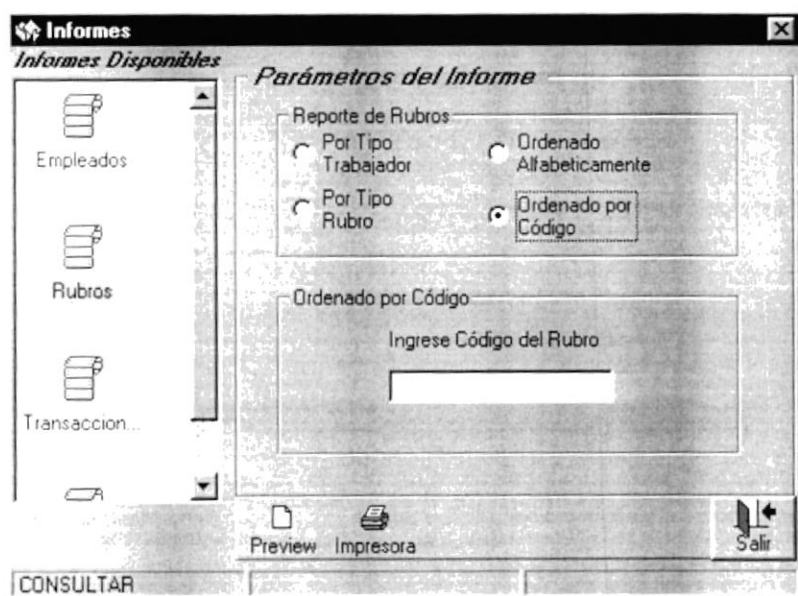 Informes
Informes Disponibles
Empleados
Rubros
Transaccion...
Parámetros del Informe
Reporte de Rubros
Por Tipo
Trabajador
Ordenado
Alfabeticamente
Por Tipo
Rubro
Ordenado por
Código
Ordenado por Código
Ingrese Código del Rubro
Preview
Impresora
Salir
CONSULTAR